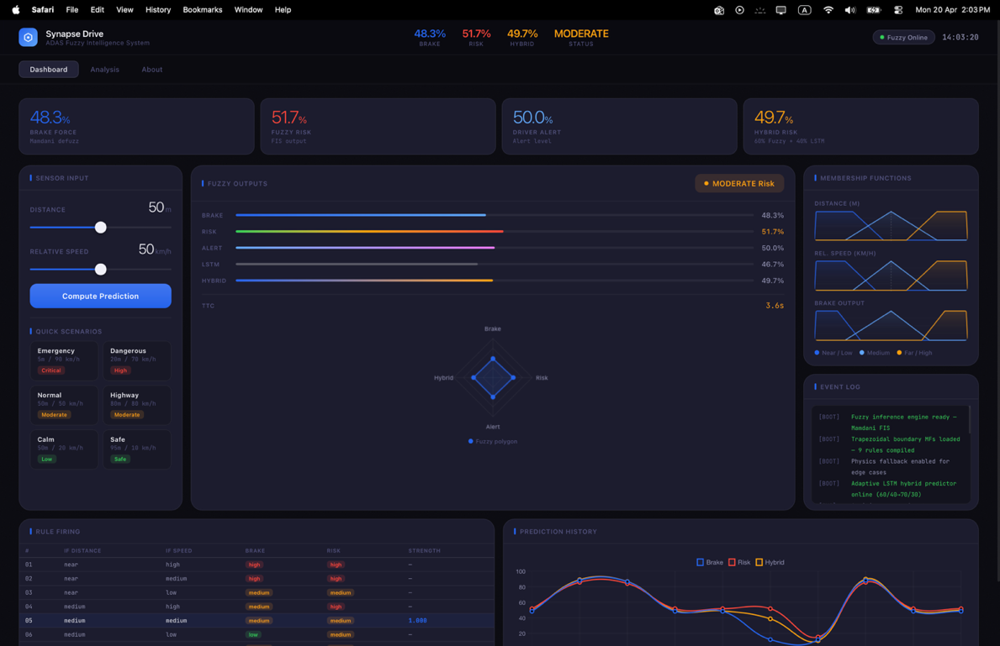 Safari File Edit View History Bookmarks Window Help
A
Mon 20 Apr 2:03 PM
Synapse Drive
ADAS Fuzzy Intelligence System
48.3% 51.7% 49.7% MODERATE
BRAKE RISK HYBRID STATUS
Fuzzy Online 14:03:20
Dashboard Analysis About
48.3%
BRAKE FORCE
Mamdani defuzz
51.7%
FUZZY RISK
FIS output
50.0%
DRIVER ALERT
Alert level
49.7%
HYBRID RISK
60% Fuzzy + 40% LSTM
SENSOR INPUT
DISTANCE 50m
RELATIVE SPEED 50km/h
Compute Prediction
QUICK SCENARIOS
Emergency
5m / 90 km/h
Critical
Dangerous
20m / 70 km/h
High
Normal
50m / 50 km/h
Moderate
Highway
80m / 80 km/h
Moderate
Calm
50m / 20 km/h
Low
Safe
95m / 10 km/h
Safe
FUZZY OUTPUTS
MODERATE Risk
BRAKE 48.3%
RISK 51.7%
ALERT 50.0%
LSTM 46.7%
HYBRID 49.7%
TTC 3.6s
Brake
Hybrid Risk
Alert
Fuzzy polygon
MEMBERSHIP FUNCTIONS
DISTANCE (M)
REL. SPEED (KM/H)
BRAKE OUTPUT
Near / Low Medium Far / High
EVENT LOG
[BOOT] Fuzzy inference engine ready —
Mamdani FIS
[BOOT] Trapezoidal boundary MFs loaded
— 9 rules compiled
[BOOT] Physics fallback enabled for
edge cases
[BOOT] Adaptive LSTM hybrid predictor
online (60/40→70/30)
RULE FIRING
# IF DISTANCE IF SPEED BRAKE RISK STRENGTH
01 near high high high —
02 near medium high high —
03 near low medium medium —
04 medium high medium high —
05 medium medium medium medium 1.000
06 medium low low medium —
PREDICTION HISTORY
Brake Risk Hybrid
100
80
60
40
20